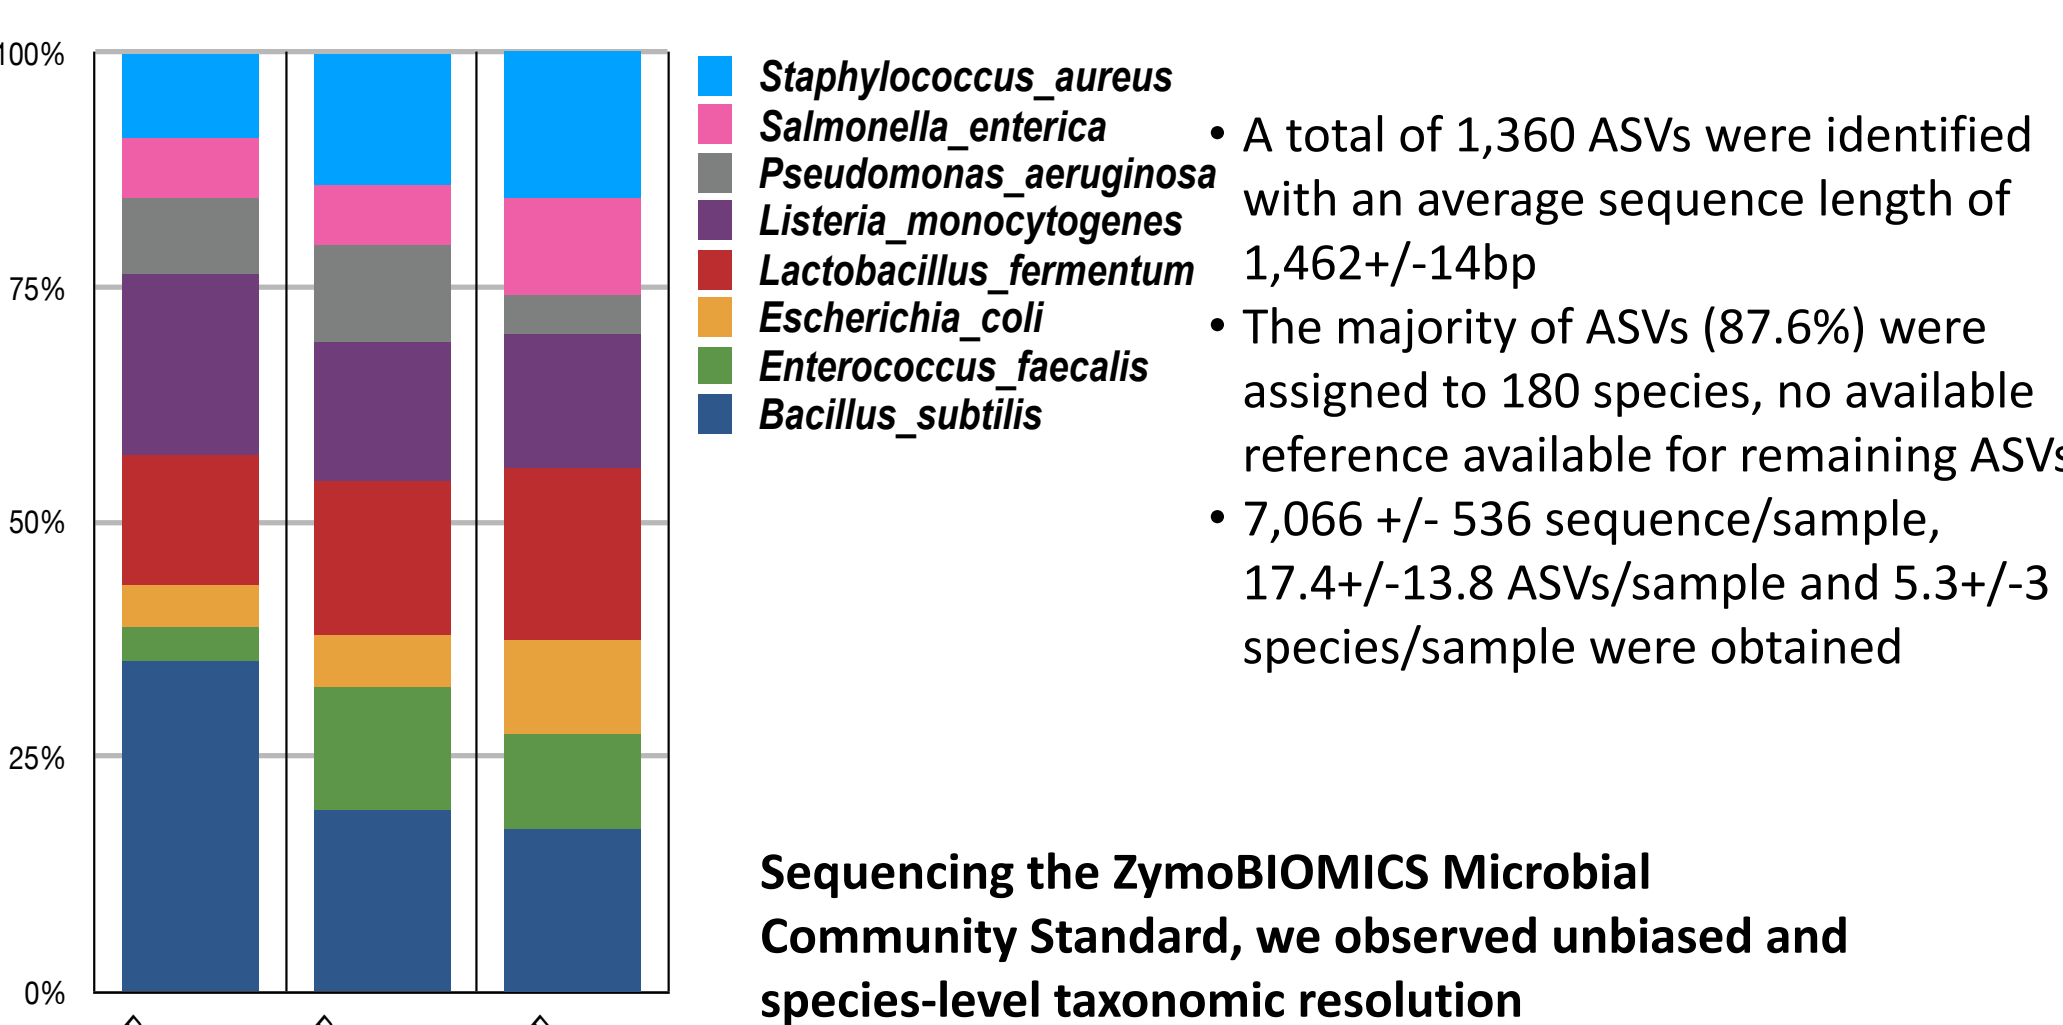 100%
75%
50%
25%
0%
Staphylococcus_aureus
Salmonella_enterica
Pseudomonas_aeruginosa
Listeria_monocytogenes
Lactobacillus_fermentum
Escherichia_coli
Enterococcus_faecalis
Bacillus_subtilis
• A total of 1,360 ASVs were identified
with an average sequence length of
1,462+/-14bp
• The majority of ASVs (87.6%) were
assigned to 180 species, no available
reference available for remaining ASVs
• 7,066 +/- 536 sequence/sample,
17.4+/-13.8 ASVs/sample and 5.3+/-3
species/sample were obtained
Sequencing the ZymoBIOMICS Microbial
Community Standard, we observed unbiased and
species-level taxonomic resolution